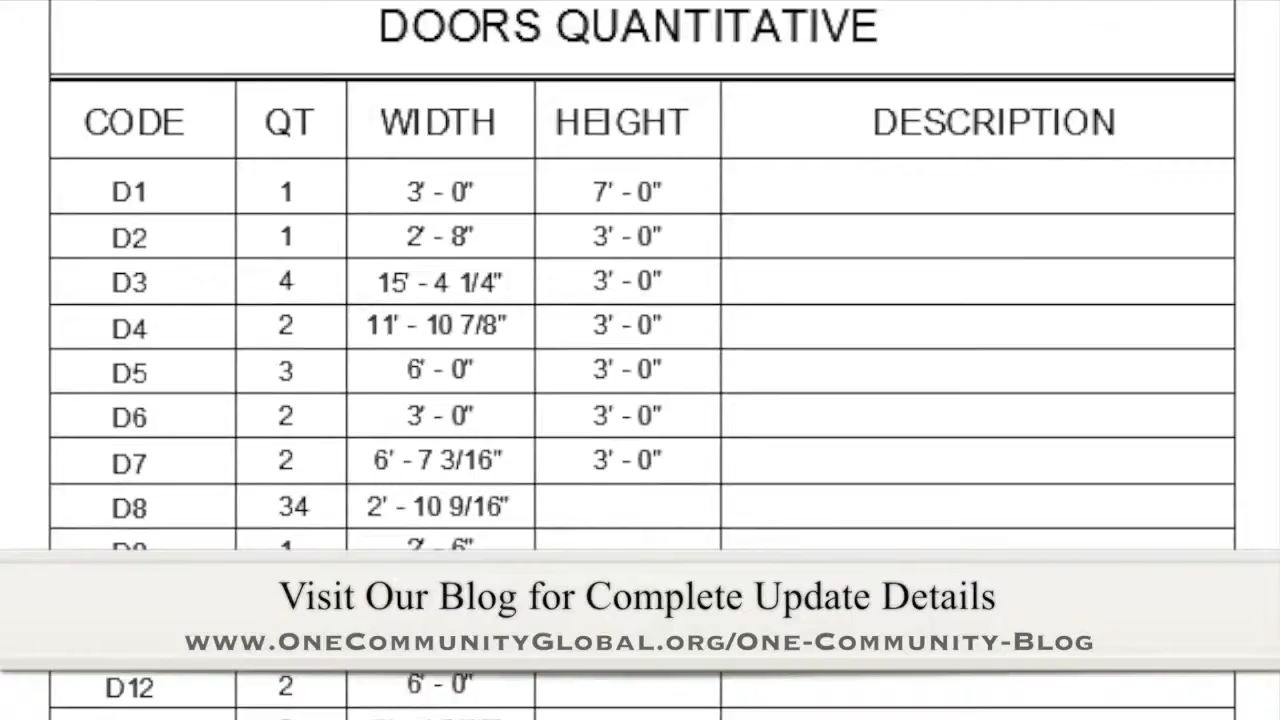 DOORS QUANTITATIVE
CODE QT WIDTH HEIGHT DESCRIPTION
D1 1 3' - 0" 7' - 0"
D2 1 2' - 8" 3' - 0"
D3 4 15' - 4 1/4" 3' - 0"
D4 2 11' - 10 7/8" 3' - 0"
D5 3 6' - 0" 3' - 0"
D6 2 3' - 0" 3' - 0"
D7 2 6' - 7 3/16" 3' - 0"
D8 34 2' - 10 9/16"
D9 1 2' - 6"
Visit Our Blog for Complete Update Details
www.OneCommunityGlobal.org/One-Community-Blog
D12 2 6' - 0"